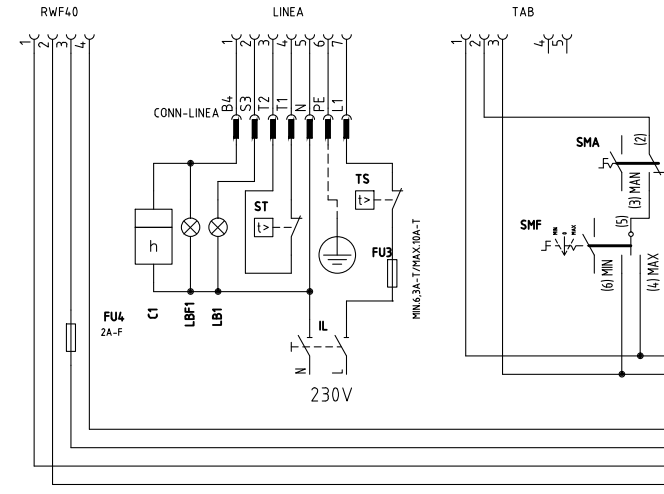 RWF40
LINEA
TAB
1
2
3
4
1
2
3
4
5
6
7
1
2
3
4
5
CONN-LINEA
B4
S3
T2
T1
N
PE
L1
SMA
(2)
(3) MAN
ST
t>
TS
t>
h
SMF
MIN
0
MAX
(5)
(6) MIN
(4) MAX
FU3
MIN.6,3A-T/MAX.10A-T
FU4
2A-F
C1
LBF1
LB1
IL
N
L
230V